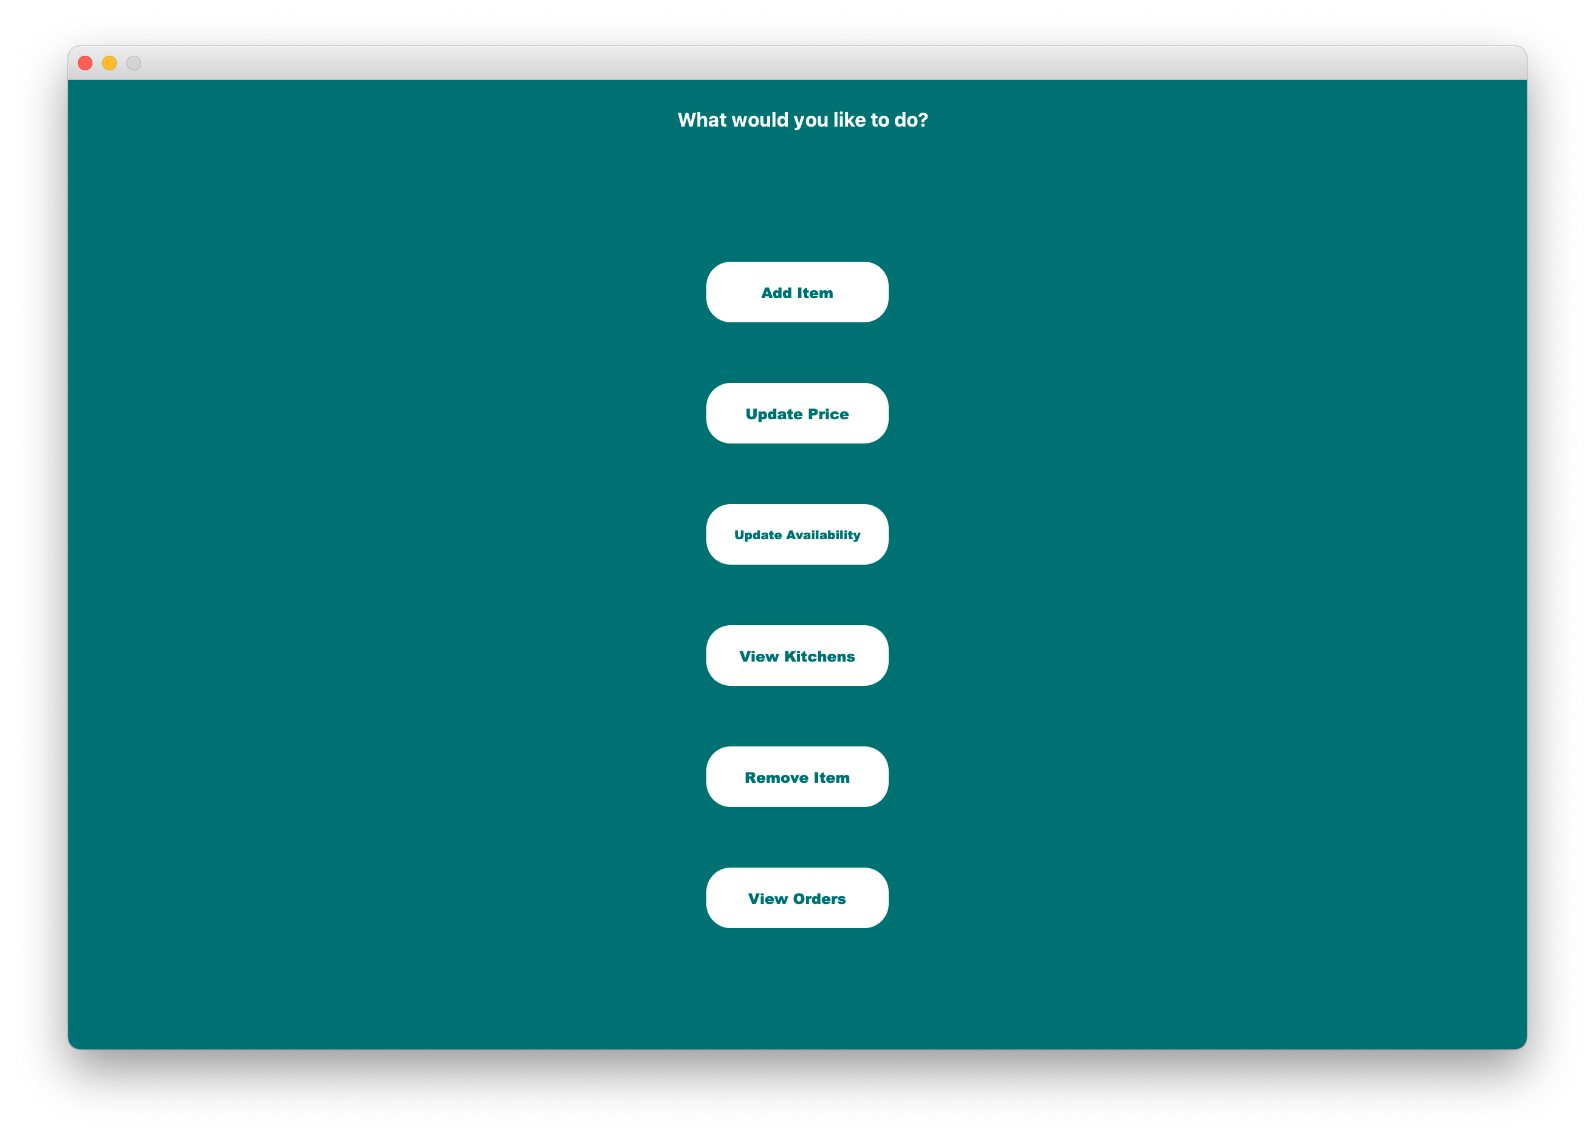 What would you like to do?
Add Item
Update Price
Update Availability
View Kitchens
Remove Item
View Orders